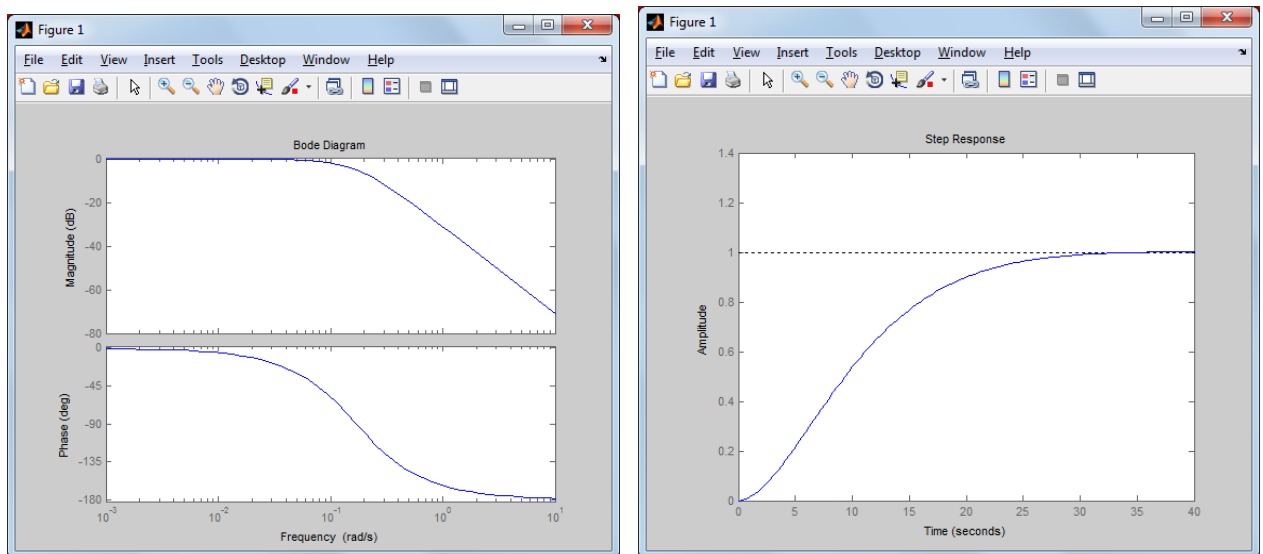 Figure 1
File Edit View Insert Tools Desktop Window Help
Bode Diagram
Magnitude (dB)
0
-20
-40
-60
-80
Phase (deg)
0
-45
-90
-135
-180
10^-3 10^-2 10^-1 10^0 10^1
Frequency (rad/s)
Figure 1
File Edit View Insert Tools Desktop Window Help
Step Response
Amplitude
1.4
1.2
1
0.8
0.6
0.4
0.2
0
0 5 10 15 20 25 30 35 40
Time (seconds)